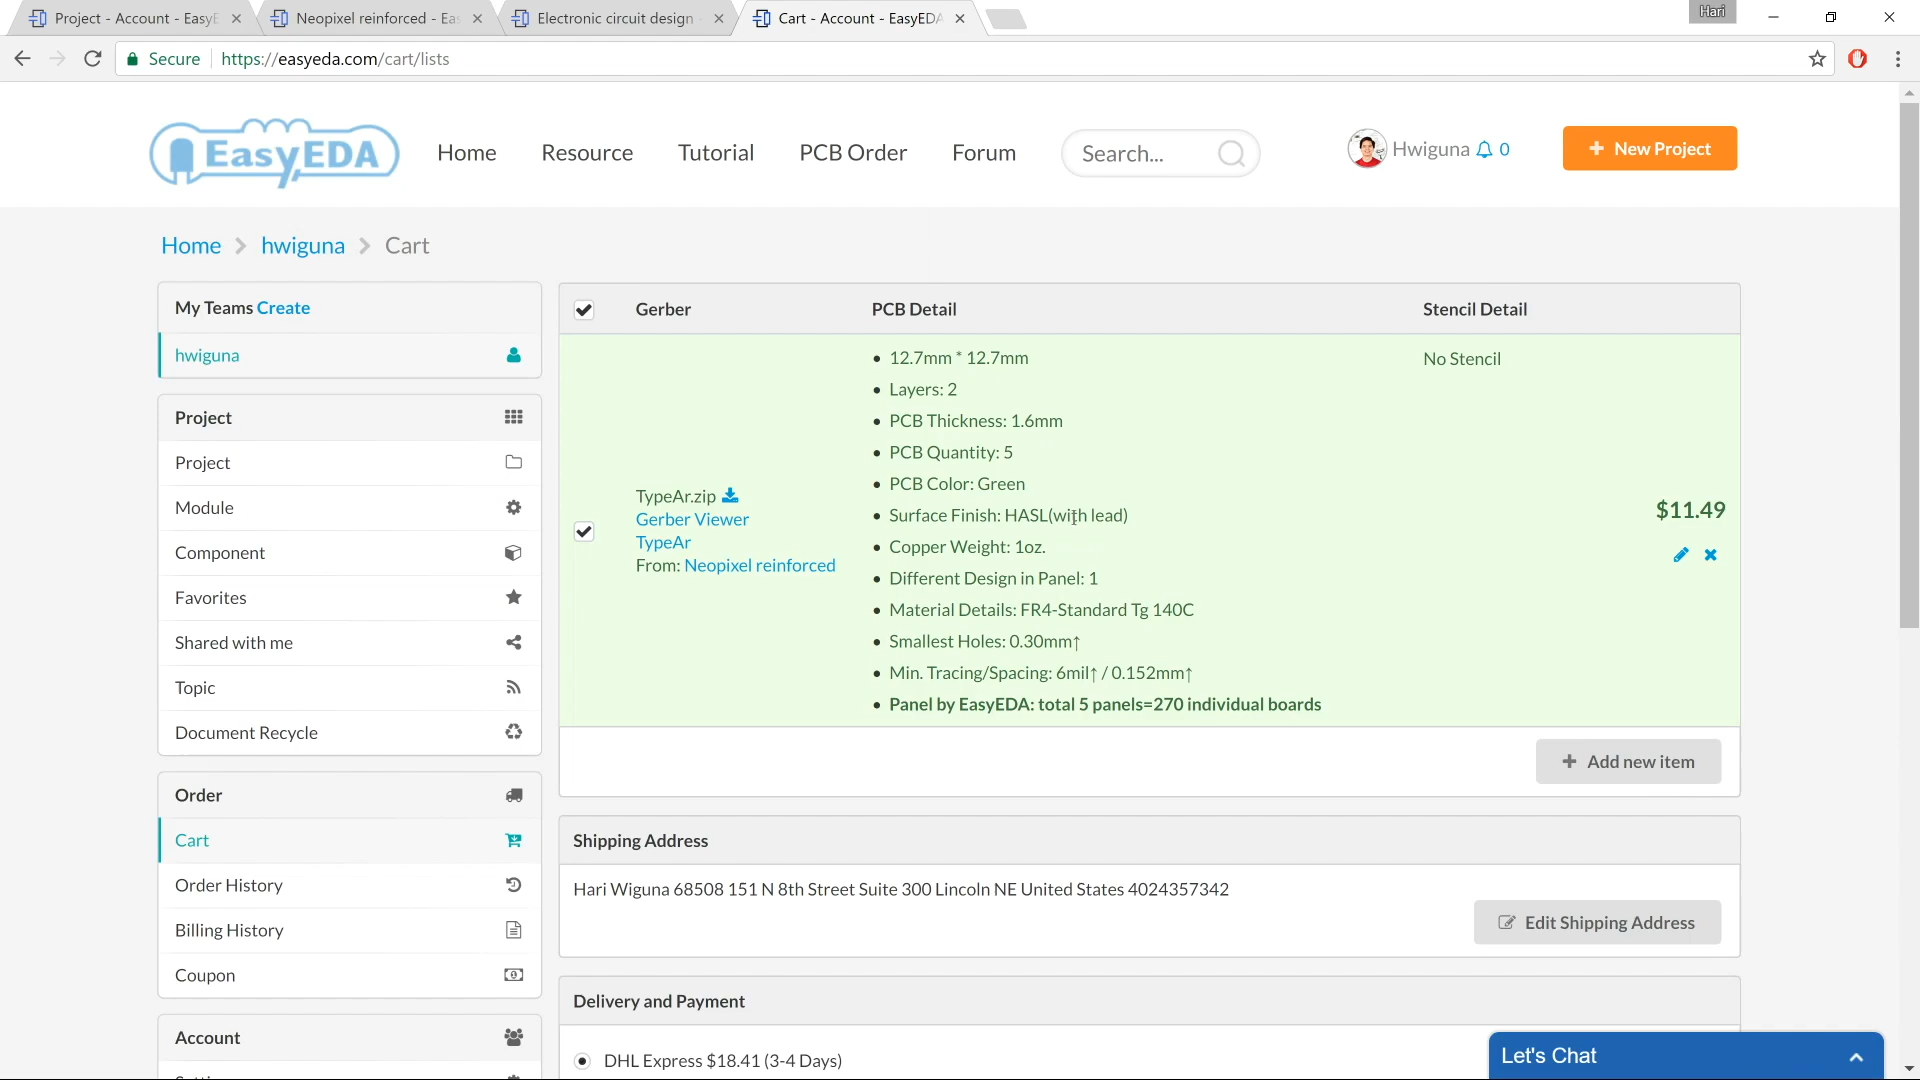 Project - Account - EasyE
Neopixel reinforced - Eas
Electronic circuit design -
Cart - Account - EasyEDA
Hari
Secure
https://easyeda.com/cart/lists
EasyEDA
Home
Resource
Tutorial
PCB Order
Forum
Search...
Hwiguna
0
New Project
Home
hwiguna
Cart
My Teams Create
hwiguna
Project
Project
Module
Component
Favorites
Shared with me
Topic
Document Recycle
Order
Cart
Order History
Billing History
Coupon
Account
Gerber
PCB Detail
Stencil Detail
TypeAr.zip
Gerber Viewer
TypeAr
From: Neopixel reinforced
12.7mm * 12.7mm
Layers: 2
PCB Thickness: 1.6mm
PCB Quantity: 5
PCB Color: Green
Surface Finish: HASL(with lead)
Copper Weight: 1oz.
Different Design in Panel: 1
Material Details: FR4-Standard Tg 140C
Smallest Holes: 0.30mm↑
Min. Tracing/Spacing: 6mil↑ / 0.152mm↑
Panel by EasyEDA: total 5 panels=270 individual boards
No Stencil
$11.49
Add new item
Shipping Address
Hari Wiguna 68508 151 N 8th Street Suite 300 Lincoln NE United States 4024357342
Edit Shipping Address
Delivery and Payment
DHL Express $18.41 (3-4 Days)
Let's Chat